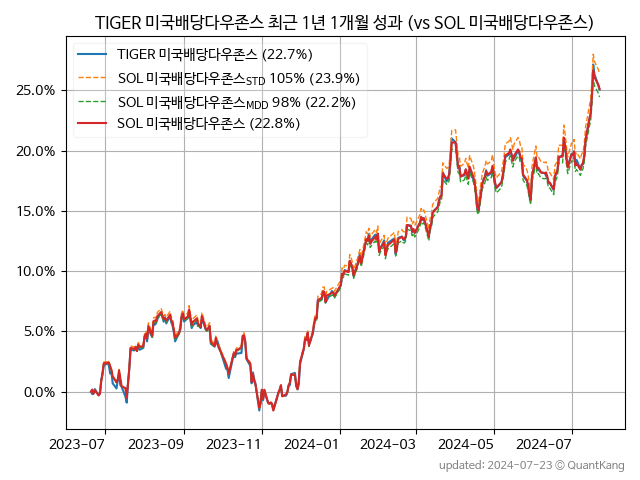 TIGER 미국배당다우존스 최근 1년 1개월 성과 (vs SOL 미국배당다우존스)
TIGER 미국배당다우존스 (22.7%)
SOL 미국배당다우존스STD 105% (23.9%)
SOL 미국배당다우존스MDD 98% (22.2%)
SOL 미국배당다우존스 (22.8%)
25.0%
20.0%
15.0%
10.0%
5.0%
0.0%
2023-07 2023-09 2023-11 2024-01 2024-03 2024-05 2024-07
updated: 2024-07-23 © QuantKang